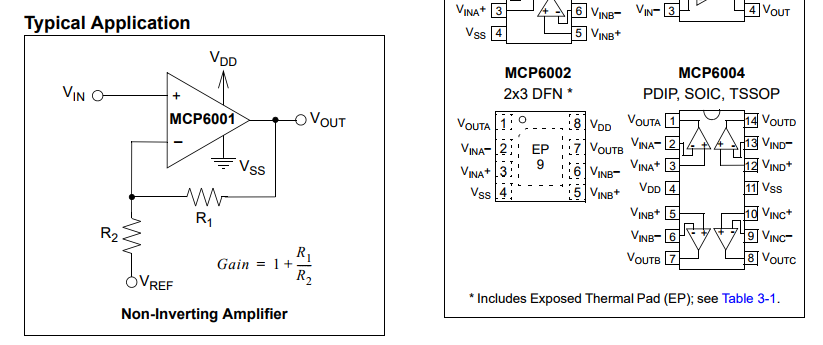 Typical Application
VDD
VIN
+
MCP6001
VOUT
−
VSS
R1
R2
VREF
Gain = 1 + R1
R2
Non-Inverting Amplifier
VINA+ 3
6 VINB−
VSS 4
5 VINB+
+ -
VIN− 3
4 VOUT
MCP6002
2x3 DFN *
VOUTA 1
8 VDD
VINA− 2
7 VOUTB
VINA+ 3
6 VINB−
VSS 4
5 VINB+
EP
9
MCP6004
PDIP, SOIC, TSSOP
VOUTA 1
14 VOUTD
VINA− 2
- + + -
13 VIND−
VINA+ 3
12 VIND+
VDD 4
11 VSS
VINB+ 5
10 VINC+
VINB− 6
- + + -
9 VINC−
VOUTB 7
8 VOUTC
* Includes Exposed Thermal Pad (EP); see Table 3-1.